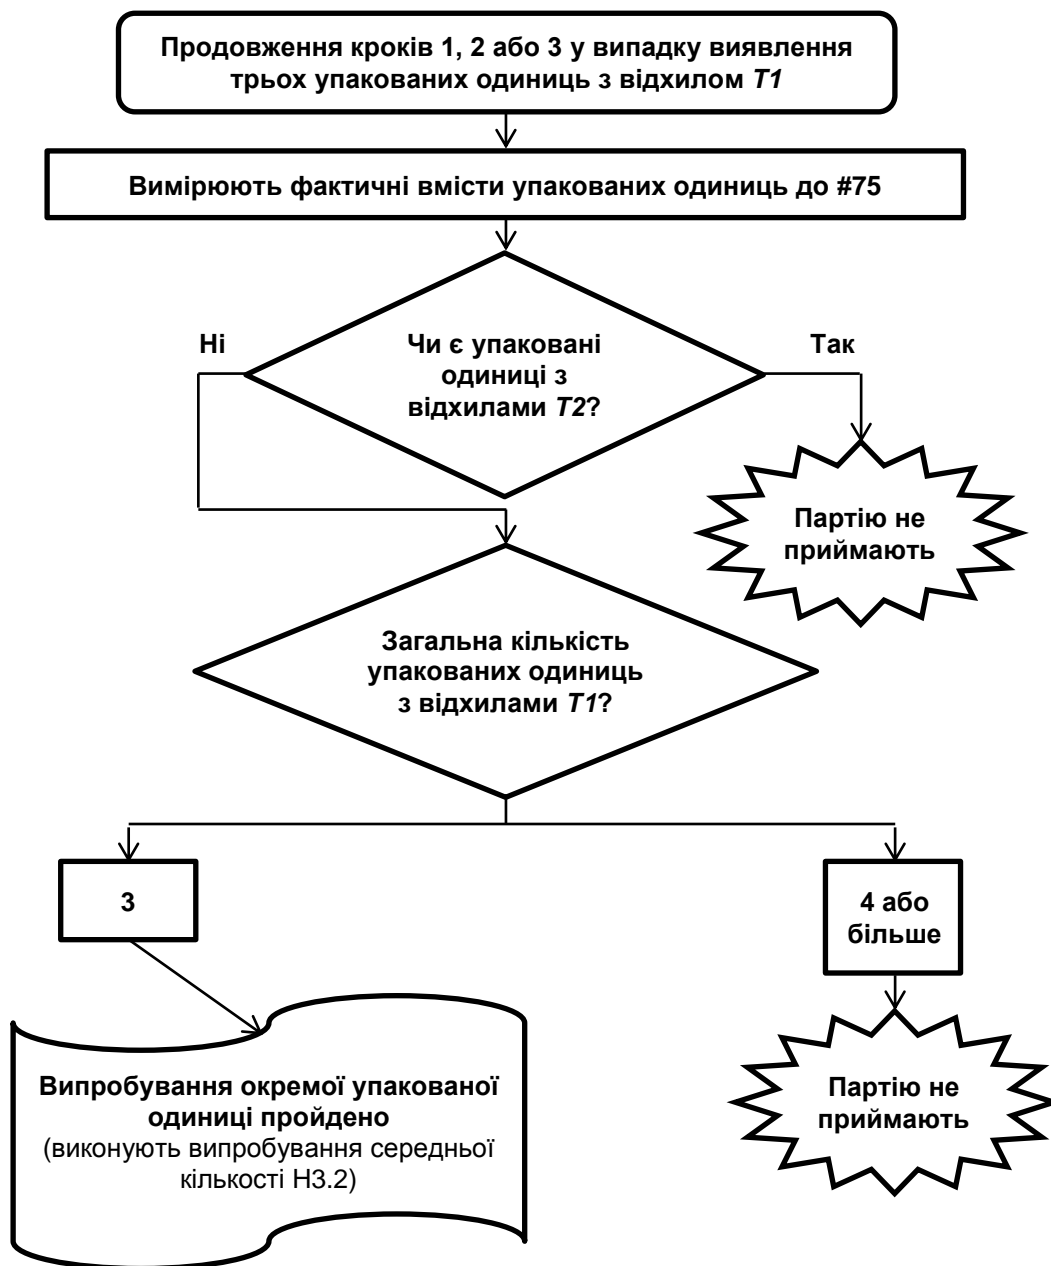 Продовження кроків 1, 2 або 3 у випадку виявлення
трьох упакованих одиниць з відхилом T1
Вимірюють фактичні вмісти упакованих одиниць до #75
Ні
Чи є упаковані
одиниці з
відхилами T2?
Так
Партію не
приймають
Загальна кількість
упакованих одиниць
з відхилами T1?
3
4 або
більше
Випробування окремої упакованої
одиниці пройдено
(виконують випробування середньої
кількості Н3.2)
Партію не
приймають